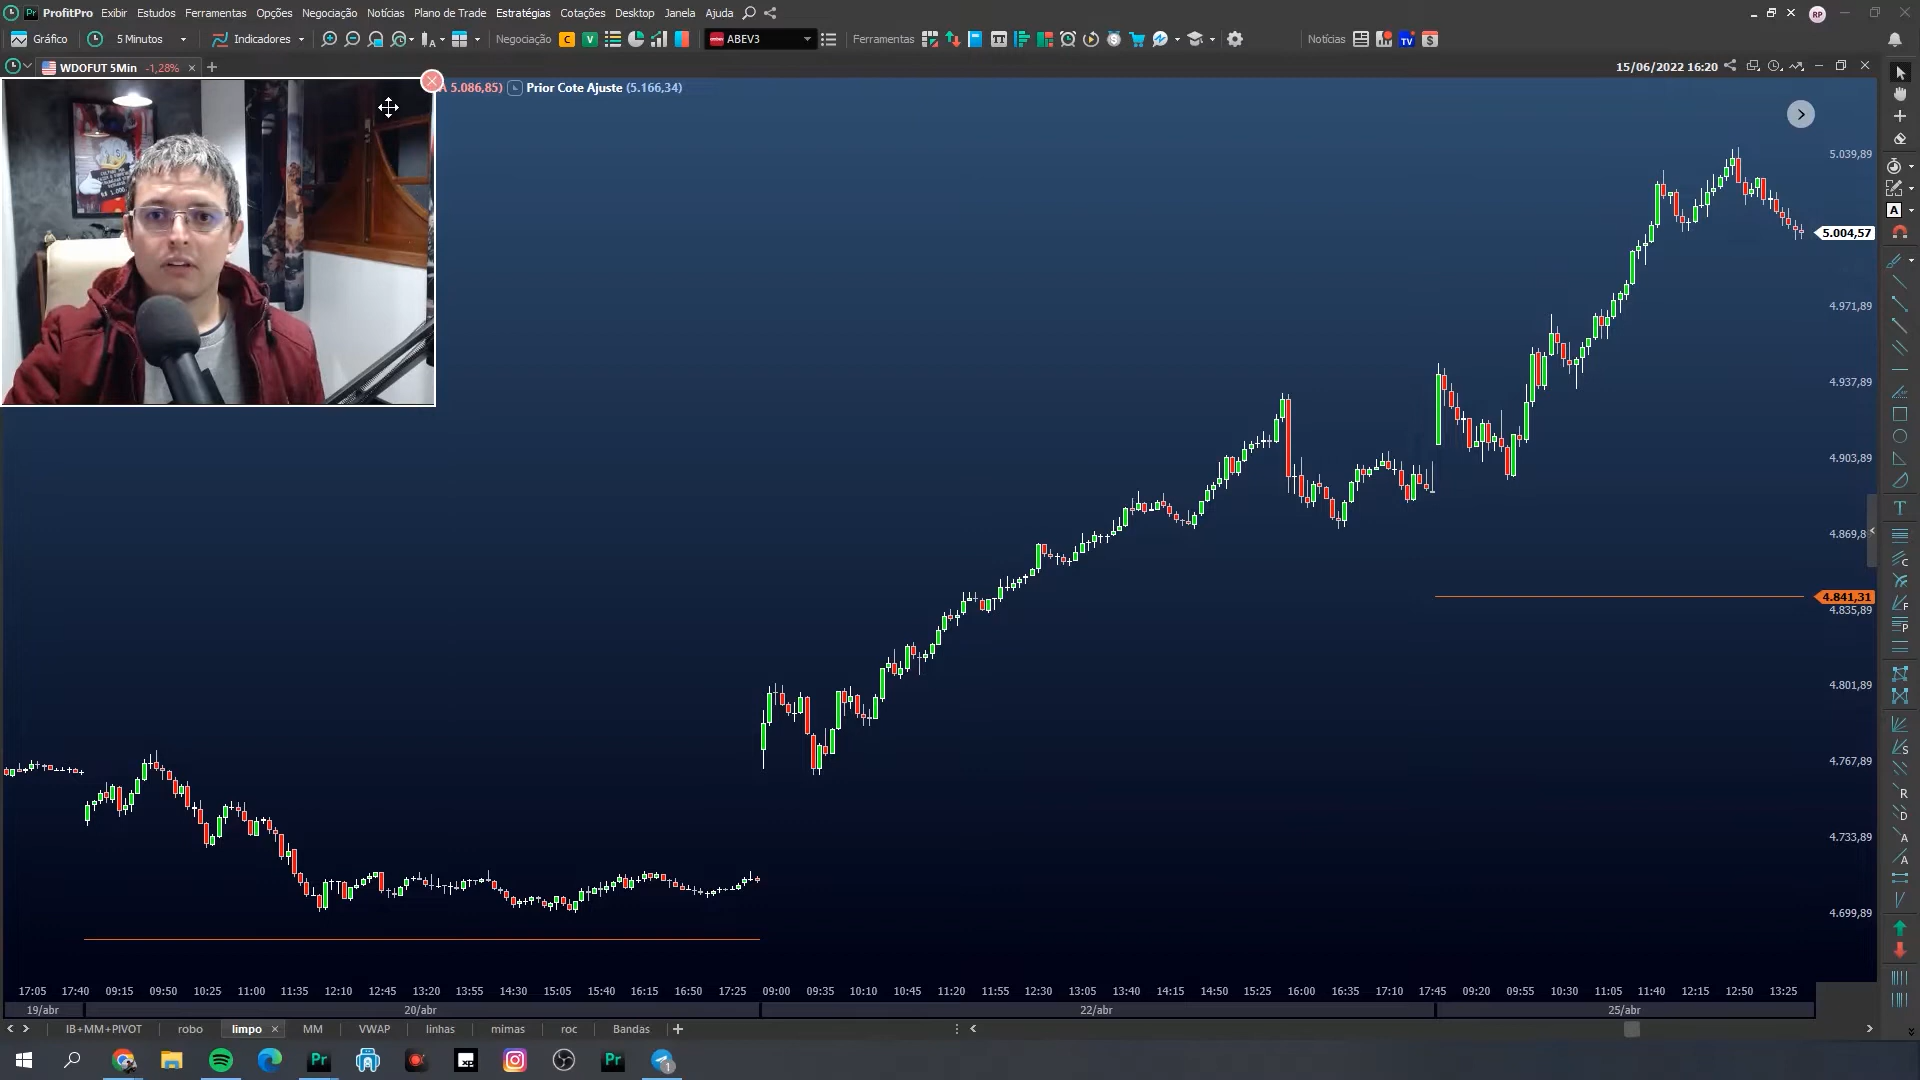 ProfitPro Exibir Estudos Ferramentas Opções Negociação Notícias Plano de Trade Estratégias Cotações Desktop Janela Ajuda RP
Gráfico 5 Minutos Indicadores Negociação C V ABEV3 Ferramentas Notícias
WDOFUT 5Min -1,28% 15/06/2022 16:20
5.086,85) Prior Cote Ajuste (5.166,34)
5.039,89
5.004,57
4.971,89
4.937,89
4.903,89
4.869,8
4.841,31
4.835,89
4.801,89
4.767,89
4.733,89
4.699,89
17:05 17:40 09:15 09:50 10:25 11:00 11:35 12:10 12:45 13:20 13:55 14:30 15:05 15:40 16:15 16:50 17:25 09:00 09:35 10:10 10:45 11:20 11:55 12:30 13:05 13:40 14:15 14:50 15:25 16:00 16:35 17:10 17:45 09:20 09:55 10:30 11:05 11:40 12:15 12:50 13:25
19/abr 20/abr 22/abr 25/abr
IB+MM+PIVOT robo limpo MM VWAP linhas mimas roc Bandas
Pr XP Pr 1